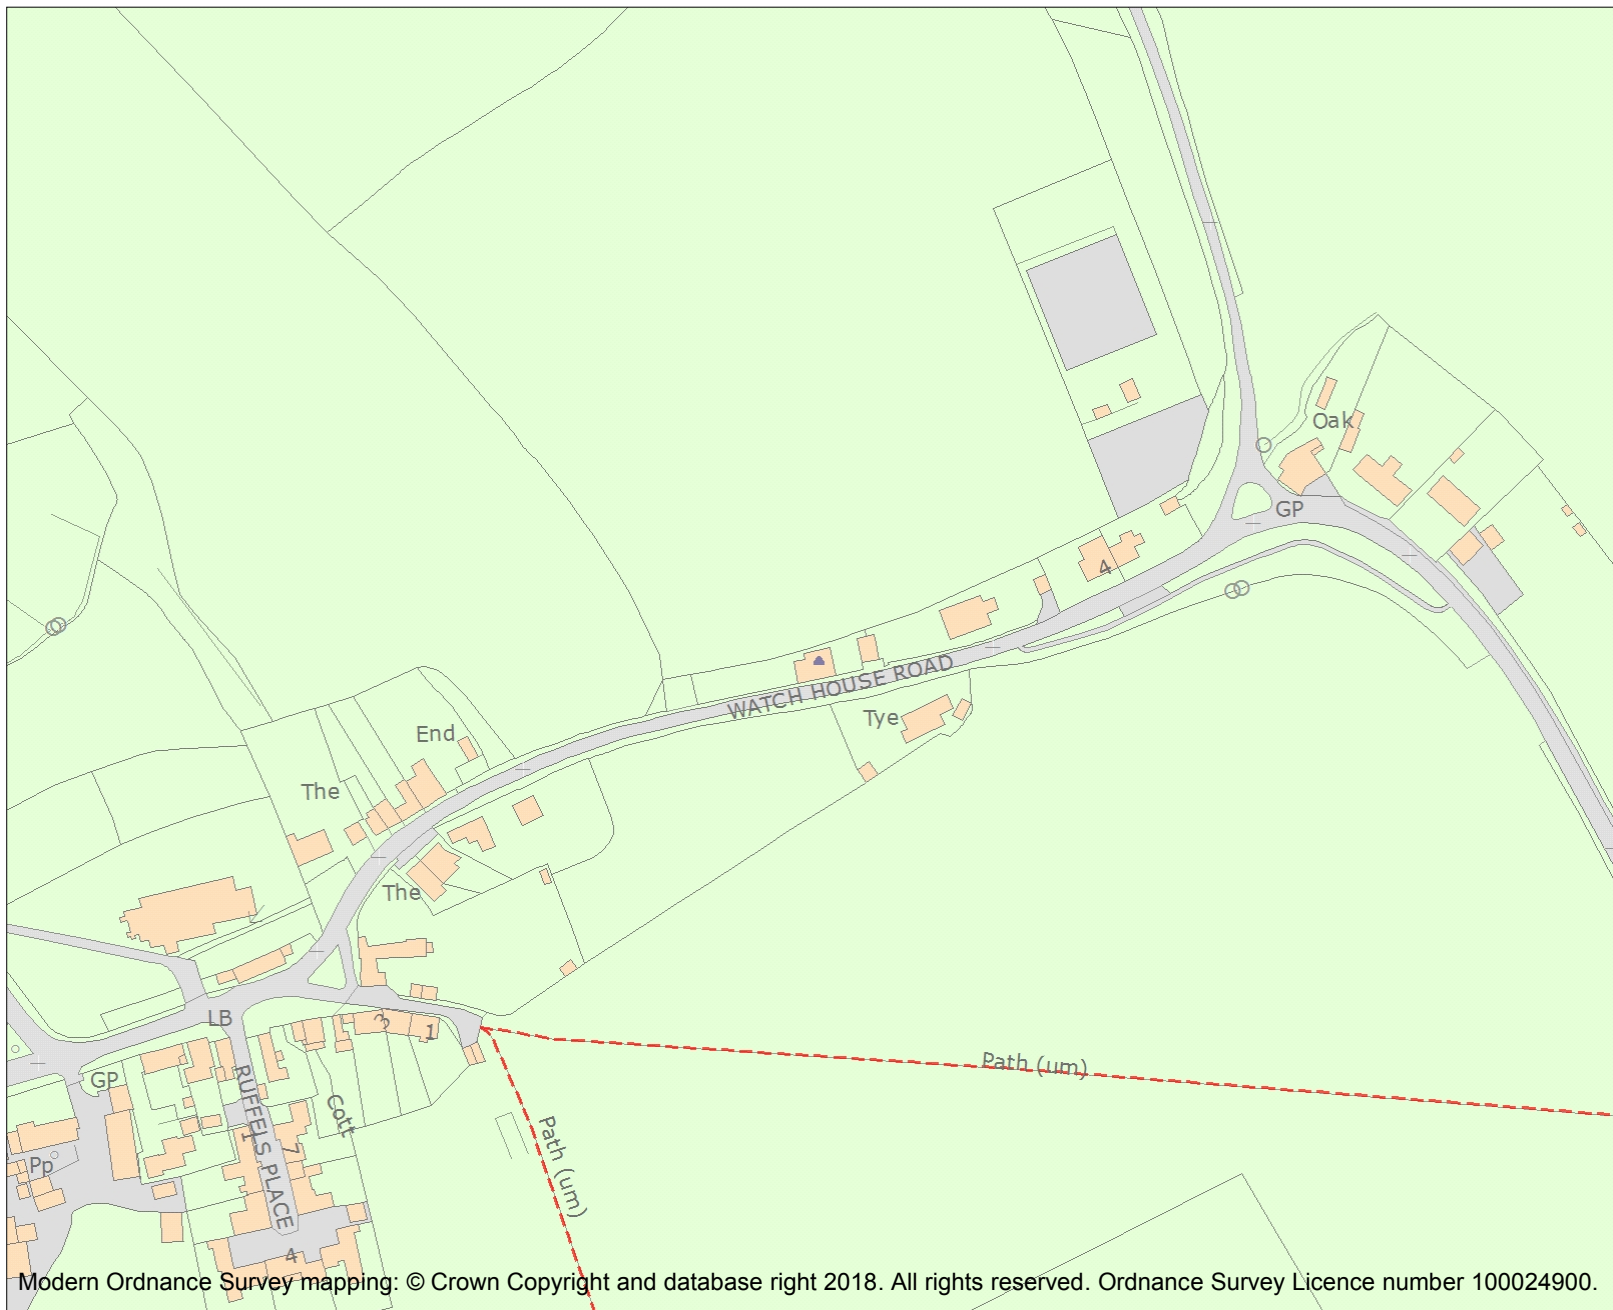 Oak
GP
4
WATCH HOUSE ROAD
Tye
End
The
The
LB
3
1
Path (um)
GP
RUFFELS PLACE
Cott
Path (um)
1
7
Pp
4
Modern Ordnance Survey mapping: © Crown Copyright and database right 2018. All rights reserved. Ordnance Survey Licence number 100024900.